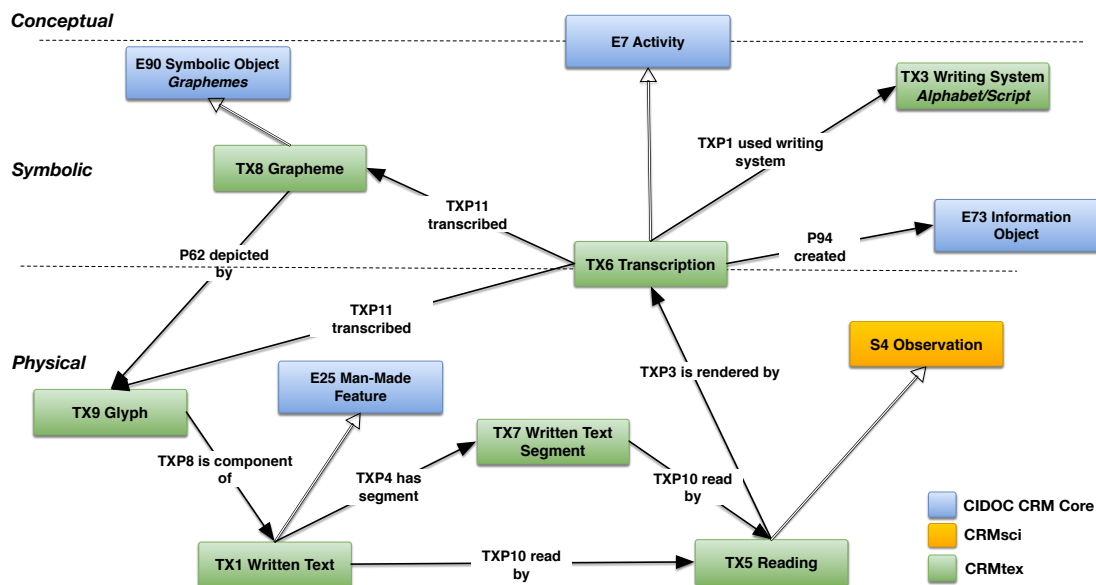 Conceptual
E7 Activity
E90 Symbolic Object
Graphemes
TX3 Writing System
Alphabet/Script
TXP1 used writing
system
Symbolic
TX8 Grapheme
TXP11
transcribed
E73 Information
Object
P94
created
P62 depicted
by
TX6 Transcription
TXP11
transcribed
Physical
S4 Observation
E25 Man-Made
Feature
TXP3 is rendered by
TX9 Glyph
TX7 Written Text
Segment
TXP8 is component
of
TXP4 has
segment
TXP10 read
by
CIDOC CRM Core
CRMsci
CRMtex
TX1 Written Text
TXP10 read
by
TX5 Reading